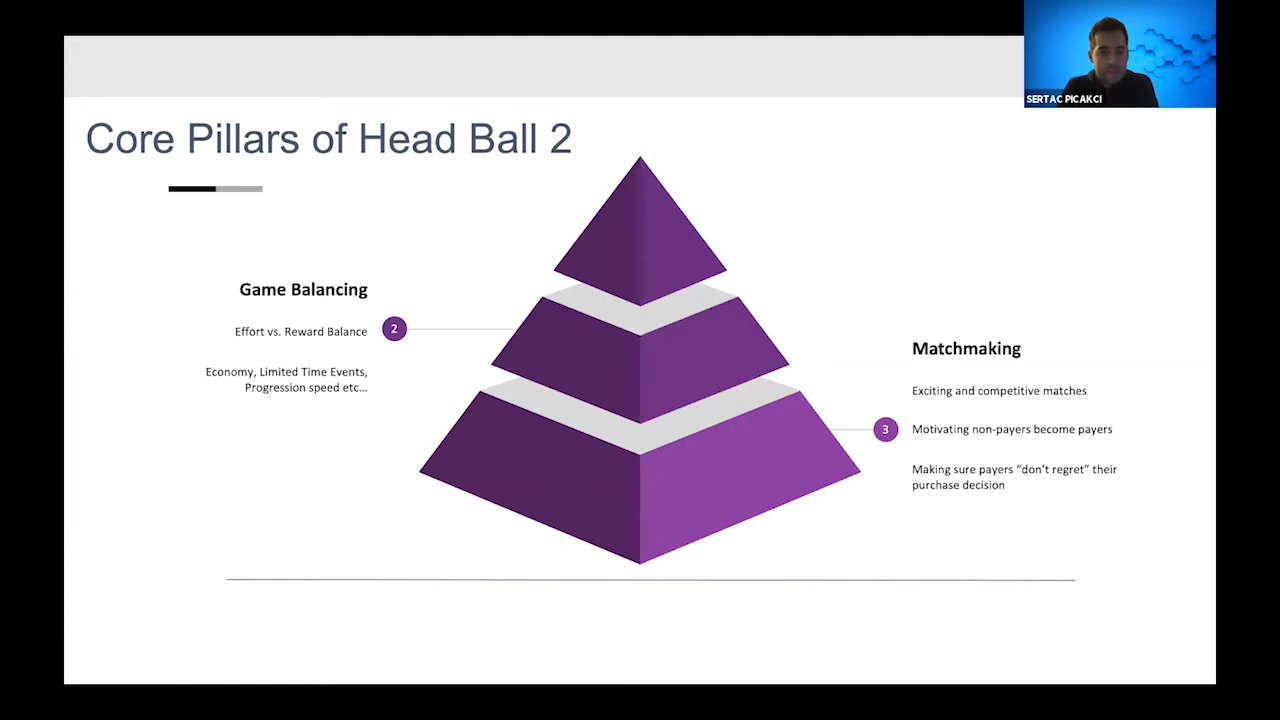 SERTAC PICAKCI
Core Pillars of Head Ball 2
Game Balancing
2
Effort vs. Reward Balance
Economy, Limited Time Events,
Progression speed etc...
Matchmaking
Exciting and competitive matches
3
Motivating non-payers become payers
Making sure payers “don’t regret” their
purchase decision